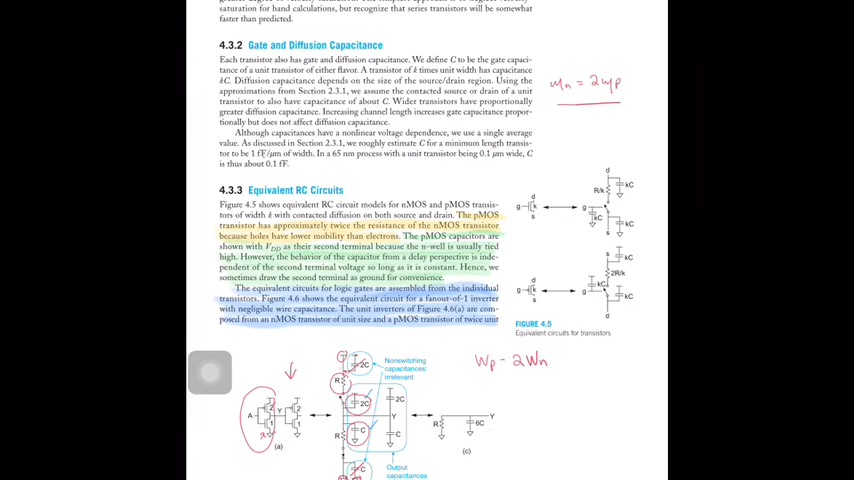 saturation for hand calculations, but recognize that series transistors will be somewhat
faster than predicted.
4.3.2 Gate and Diffusion Capacitance
Each transistor also has gate and diffusion capacitance. We define C to be the gate capaci-
tance of a unit transistor of either flavor. A transistor of k times unit width has capacitance
kC. Diffusion capacitance depends on the size of the source/drain region. Using the
approximations from Section 2.3.1, we assume the contacted source or drain of a unit
transistor to also have capacitance of about C. Wider transistors have proportionally
greater diffusion capacitance. Increasing channel length increases gate capacitance propor-
tionally but does not affect diffusion capacitance.
Although capacitances have a nonlinear voltage dependence, we use a single average
value. As discussed in Section 2.3.1, we roughly estimate C for a minimum length transis-
tor to be 1 fF/μm of width. In a 65 nm process with a unit transistor being 0.1 μm wide, C
is thus about 0.1 fF.
4.3.3 Equivalent RC Circuits
Figure 4.5 shows equivalent RC circuit models for nMOS and pMOS transis-
tors of width k with contacted diffusion on both source and drain. The pMOS
transistor has approximately twice the resistance of the nMOS transistor
because holes have lower mobility than electrons. The pMOS capacitors are
shown with VDD as their second terminal because the n-well is usually tied
high. However, the behavior of the capacitor from a delay perspective is inde-
pendent of the second terminal voltage so long as it is constant. Hence, we
sometimes draw the second terminal as ground for convenience.
The equivalent circuits for logic gates are assembled from the individual
transistors. Figure 4.6 shows the equivalent circuit for a fanout-of-1 inverter
with negligible wire capacitance. The unit inverters of Figure 4.6(a) are com-
posed from an nMOS transistor of unit size and a pMOS transistor of twice unit
= 2μp
d
R/k
kC
d
g
k
s
g
kC
kC
s
s
kC
d
g
k
s
g
kC
2R/k
kC
d
FIGURE 4.5
Equivalent circuits for transistors
Wp - 2Wn
Nonswitching
capacitances:
irrelevant
2C
R
2C
2C
A
2
1
Y
2
1
Y
C
C
R
(a)
C
Output
capacitances
R
6C
Y
(c)